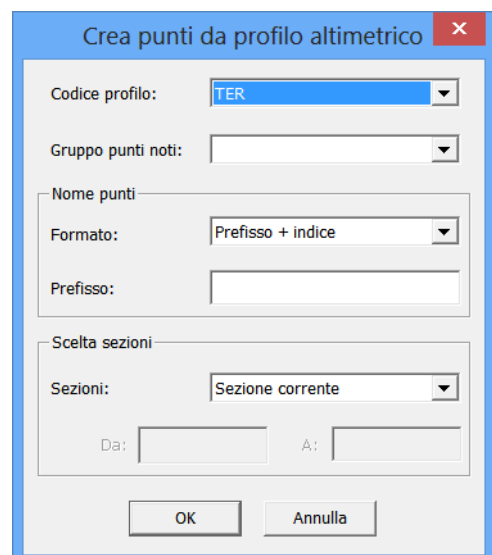 Crea punti da profilo altimetrico
Codice profilo: TER
Gruppo punti noti:
Nome punti
Formato: Prefisso + indice
Prefisso:
Scelta sezioni
Sezioni: Sezione corrente
Da: A:
OK Annulla